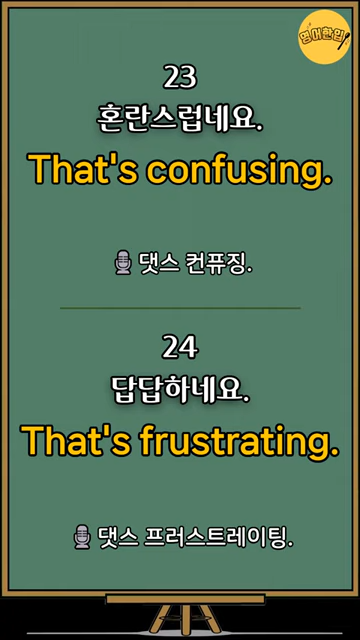 영어한입
23
혼란스럽네요.
That's confusing.
댓스 컨퓨징.
24
답답하네요.
That's frustrating.
댓스 프러스트레이팅.